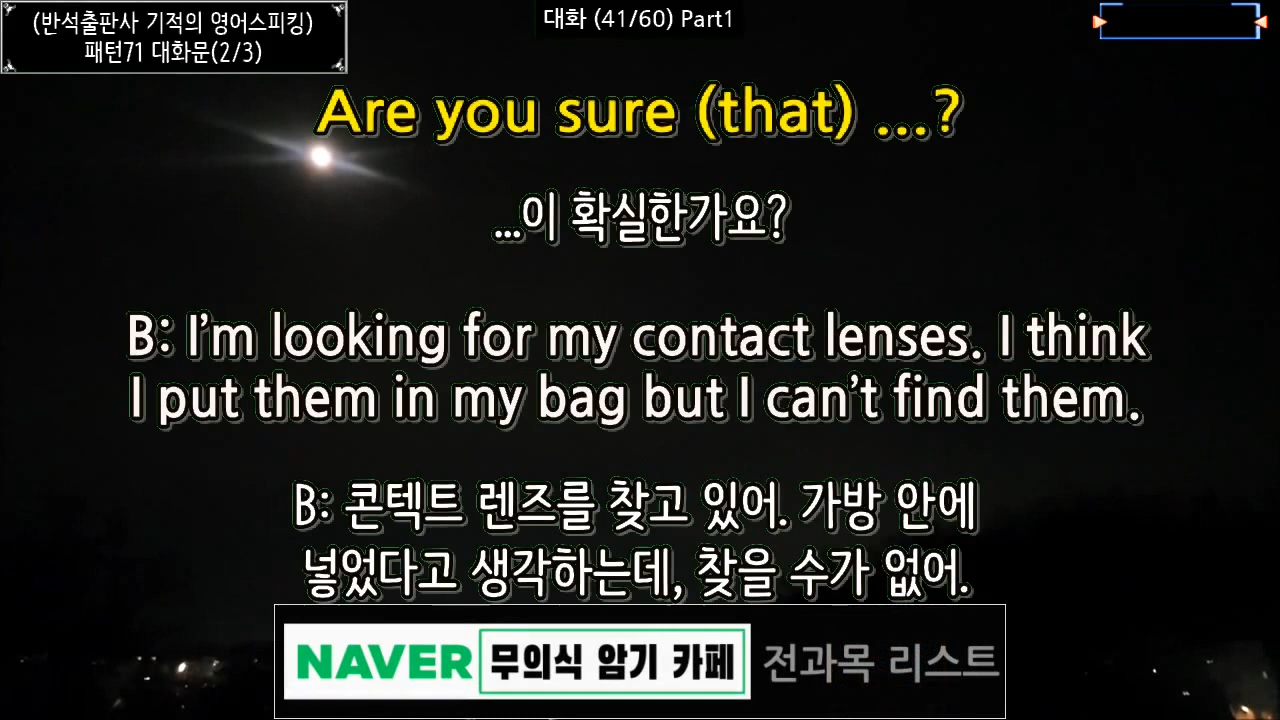 (반석출판사 기적의 영어스피킹)
패턴71 대화문(2/3)
대화 (41/60) Part1
Are you sure (that) ...?
...이 확실한가요?
B: I’m looking for my contact lenses. I think
I put them in my bag but I can’t find them.
B: 콘텍트 렌즈를 찾고 있어. 가방 안에
넣었다고 생각하는데, 찾을 수가 없어.
NAVER 무의식 암기 카페 전과목 리스트